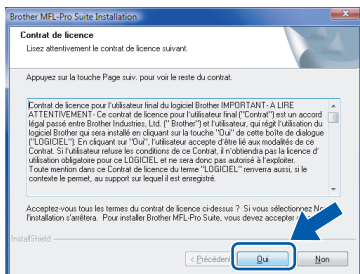 Brother MFL-Pro Suite Installation
Contrat de licence
Lisez attentivement le contrat de licence suivant.
Appuyez sur la touche Page suiv. pour voir le reste du contrat.
Contrat de licence pour l'utilisateur final du logiciel Brother IMPORTANT- A LIRE
ATTENTIVEMENT- Ce contrat de licence pour l'utilisateur final ("Contrat") est un accord
légal passé entre Brother Industries, Ltd. (" Brother") et l'utilisateur, qui régit l'utilisation du
logiciel Brother qui sera installé en cliquant sur la touche "Oui" de cette boîte de dialogue
("LOGICIEL"). En cliquant sur "Oui", l'utilisateur accepte d'être lié aux modalités de ce
Contrat. Si l'utilisateur refuse les conditions de ce Contrat, il n'obtiendra pas la licence d'
utilisation obligatoire pour ce LOGICIEL et ne sera donc pas autorisé à l'exploiter.
Toute mention dans ce Contrat de licence du terme "LOGICIEL" renverra aussi, si le
contexte le permet, au support sur lequel il est enregistré.
Acceptez-vous tous les termes du contrat de licence ci-dessus ? Si vous sélectionnez
l'installation s'arrêtera. Pour installer Brother MFL-Pro Suite, vous devez accepter
InstallShield
< Précédent Oui Non